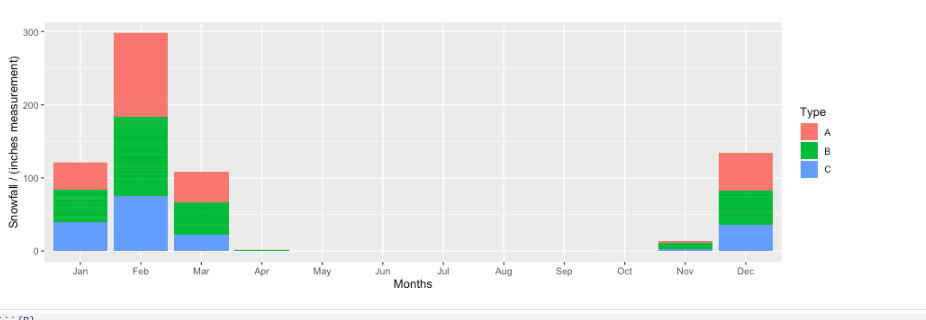 Snowfall / (inches measurement)
300
200
100
0
Jan Feb Mar Apr May Jun Jul Aug Sep Oct Nov Dec
Months
Type
A
B
C